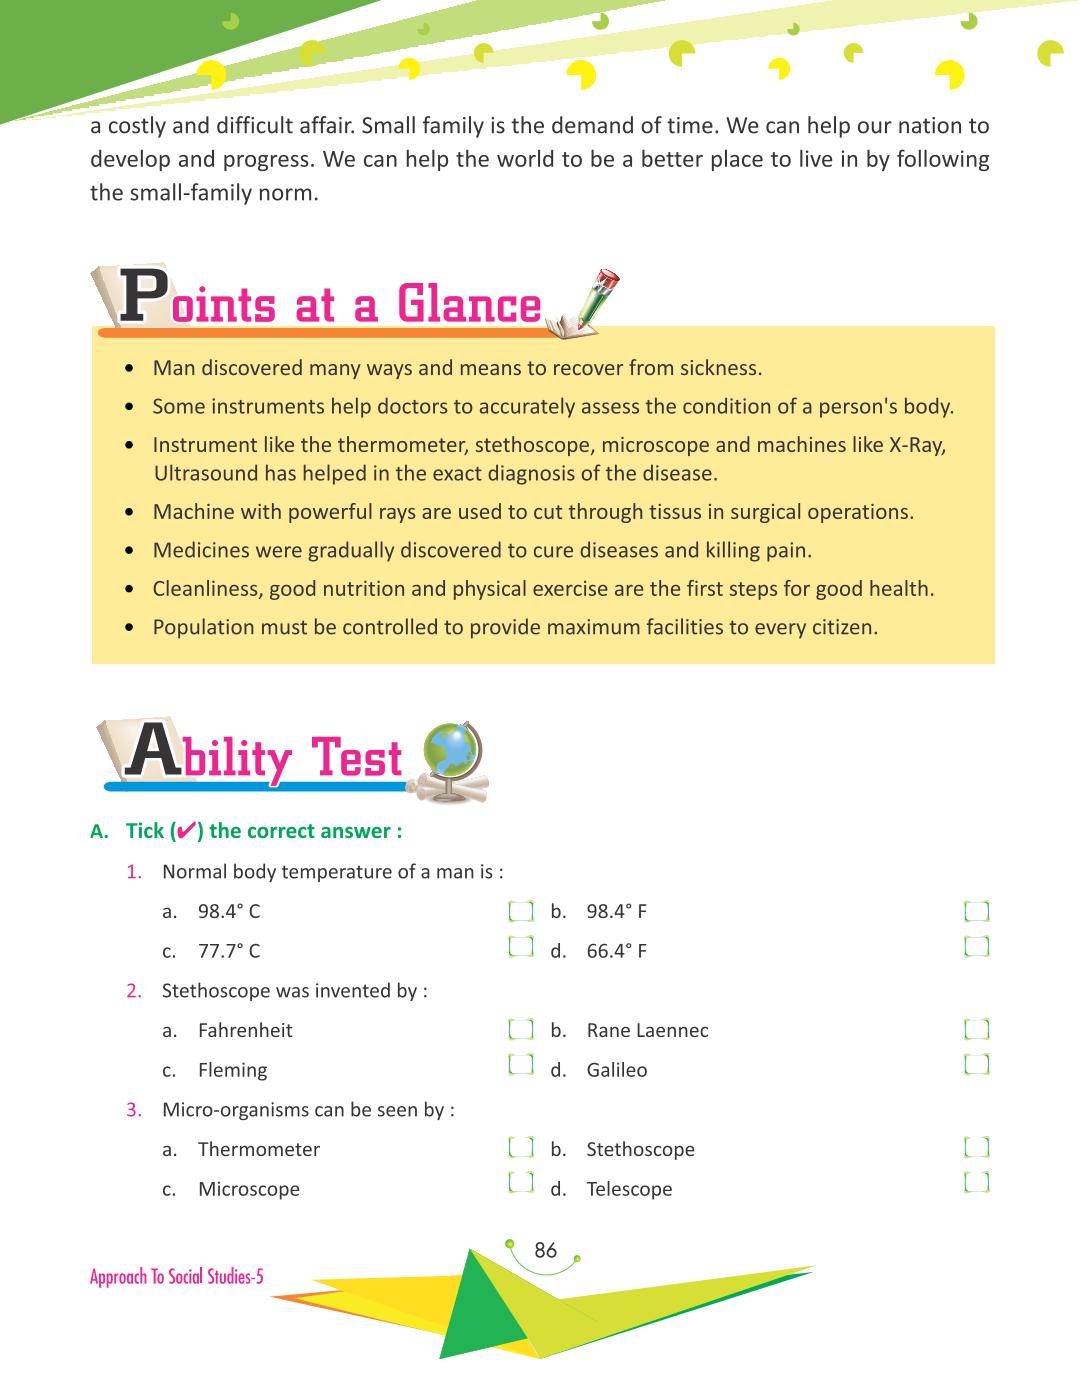 a costly and difficult affair. Small family is the demand of time. We can help our nation to
develop and progress. We can help the world to be a better place to live in by following
the small-family norm.
Points at a Glance
• Man discovered many ways and means to recover from sickness.
• Some instruments help doctors to accurately assess the condition of a person's body.
• Instrument like the thermometer, stethoscope, microscope and machines like X-Ray,
Ultrasound has helped in the exact diagnosis of the disease.
• Machine with powerful rays are used to cut through tissus in surgical operations.
• Medicines were gradually discovered to cure diseases and killing pain.
• Cleanliness, good nutrition and physical exercise are the first steps for good health.
• Population must be controlled to provide maximum facilities to every citizen.
Ability Test
A. Tick (✔) the correct answer :
1. Normal body temperature of a man is :
a. 98.4° C b. 98.4° F
c. 77.7° C d. 66.4° F
2. Stethoscope was invented by :
a. Fahrenheit b. Rane Laennec
c. Fleming d. Galileo
3. Micro-organisms can be seen by :
a. Thermometer b. Stethoscope
c. Microscope d. Telescope
86
Approach To Social Studies-5